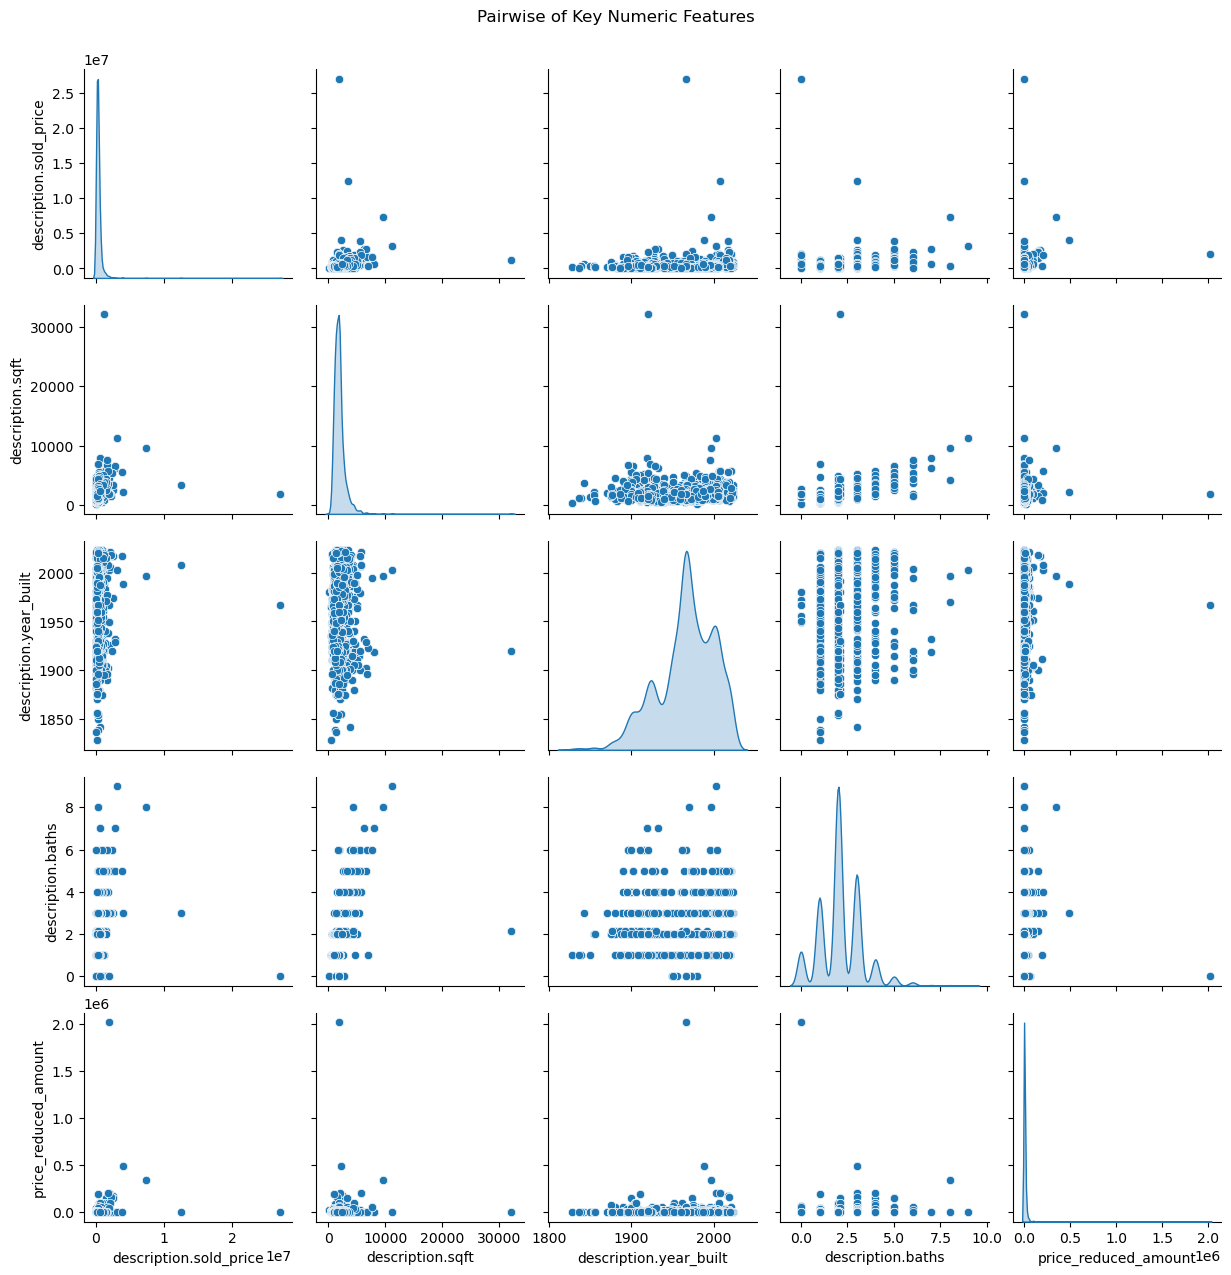 Pairwise of Key Numeric Features
1e7
2.5
2.0
1.5
1.0
0.5
0.0
description.sold_price
30000
20000
10000
0
description.sqft
2000
1950
1900
1850
description.year_built
8
6
4
2
0
description.baths
1e6
2.0
1.5
1.0
0.5
0.0
price_reduced_amount
0 1 2
0 10000 20000 30000
1800 1900 2000
0.0 2.5 5.0 7.5 10.0
0.0 0.5 1.0 1.5 2.0
description.sold_price 1e7
description.sqft
description.year_built
description.baths
price_reduced_amount 1e6